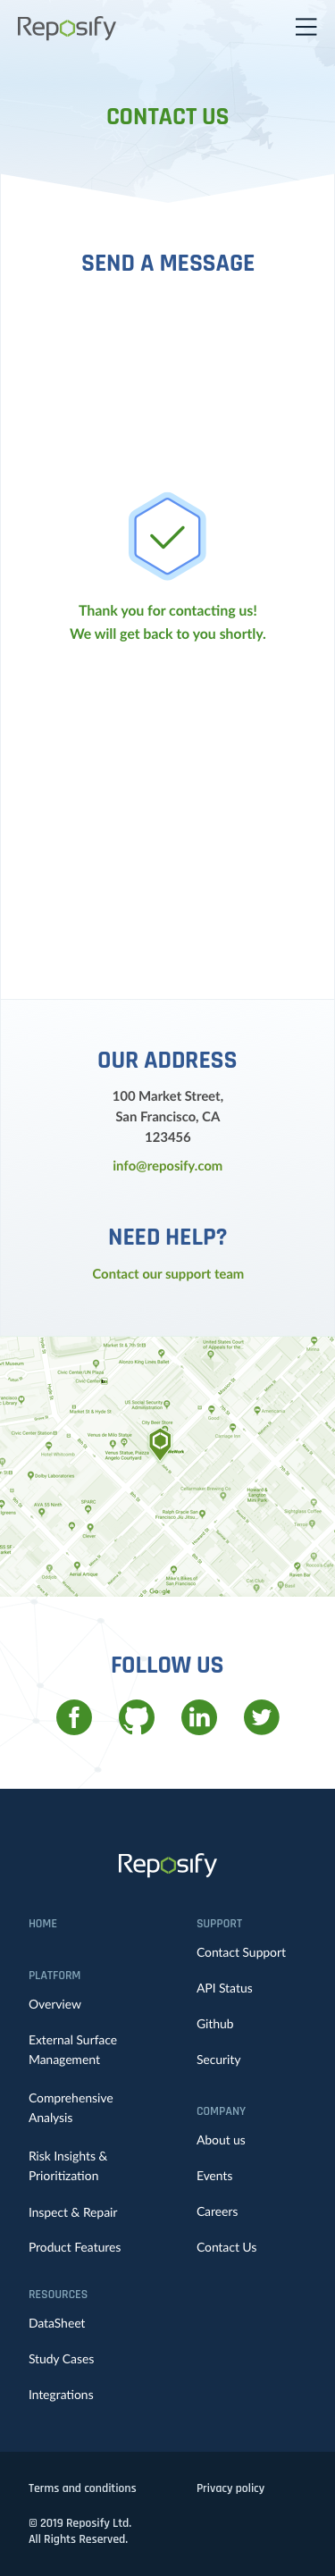 Reposify
CONTACT US
SEND A MESSAGE
Thank you for contacting us!
We will get back to you shortly.
OUR ADDRESS
100 Market Street,
San Francisco, CA
123456
info@reposify.com
NEED HELP?
Contact our support team
Google
FOLLOW US
Reposify
HOME
PLATFORM
Overview
External Surface
Management
Comprehensive
Analysis
Risk Insights &
Prioritization
Inspect & Repair
Product Features
RESOURCES
DataSheet
Study Cases
Integrations
SUPPORT
Contact Support
API Status
Github
Security
COMPANY
About us
Events
Careers
Contact Us
Terms and conditions
Privacy policy
© 2019 Reposify Ltd.
All Rights Reserved.